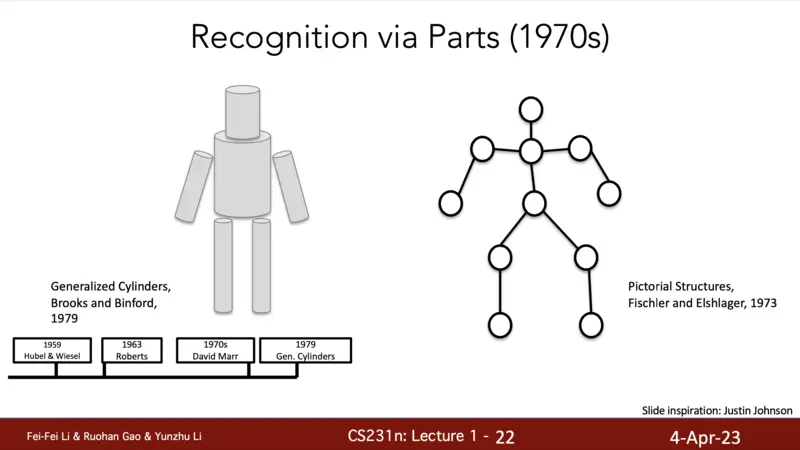 Recognition via Parts (1970s)
Generalized Cylinders,
Brooks and Binford,
1979
Pictorial Structures,
Fischler and Elshlager, 1973
1959
Hubel & Wiesel
1963
Roberts
1970s
David Marr
1979
Gen. Cylinders
Slide inspiration: Justin Johnson
Fei-Fei Li & Ruohan Gao & Yunzhu Li
CS231n: Lecture 1 - 22
4-Apr-23